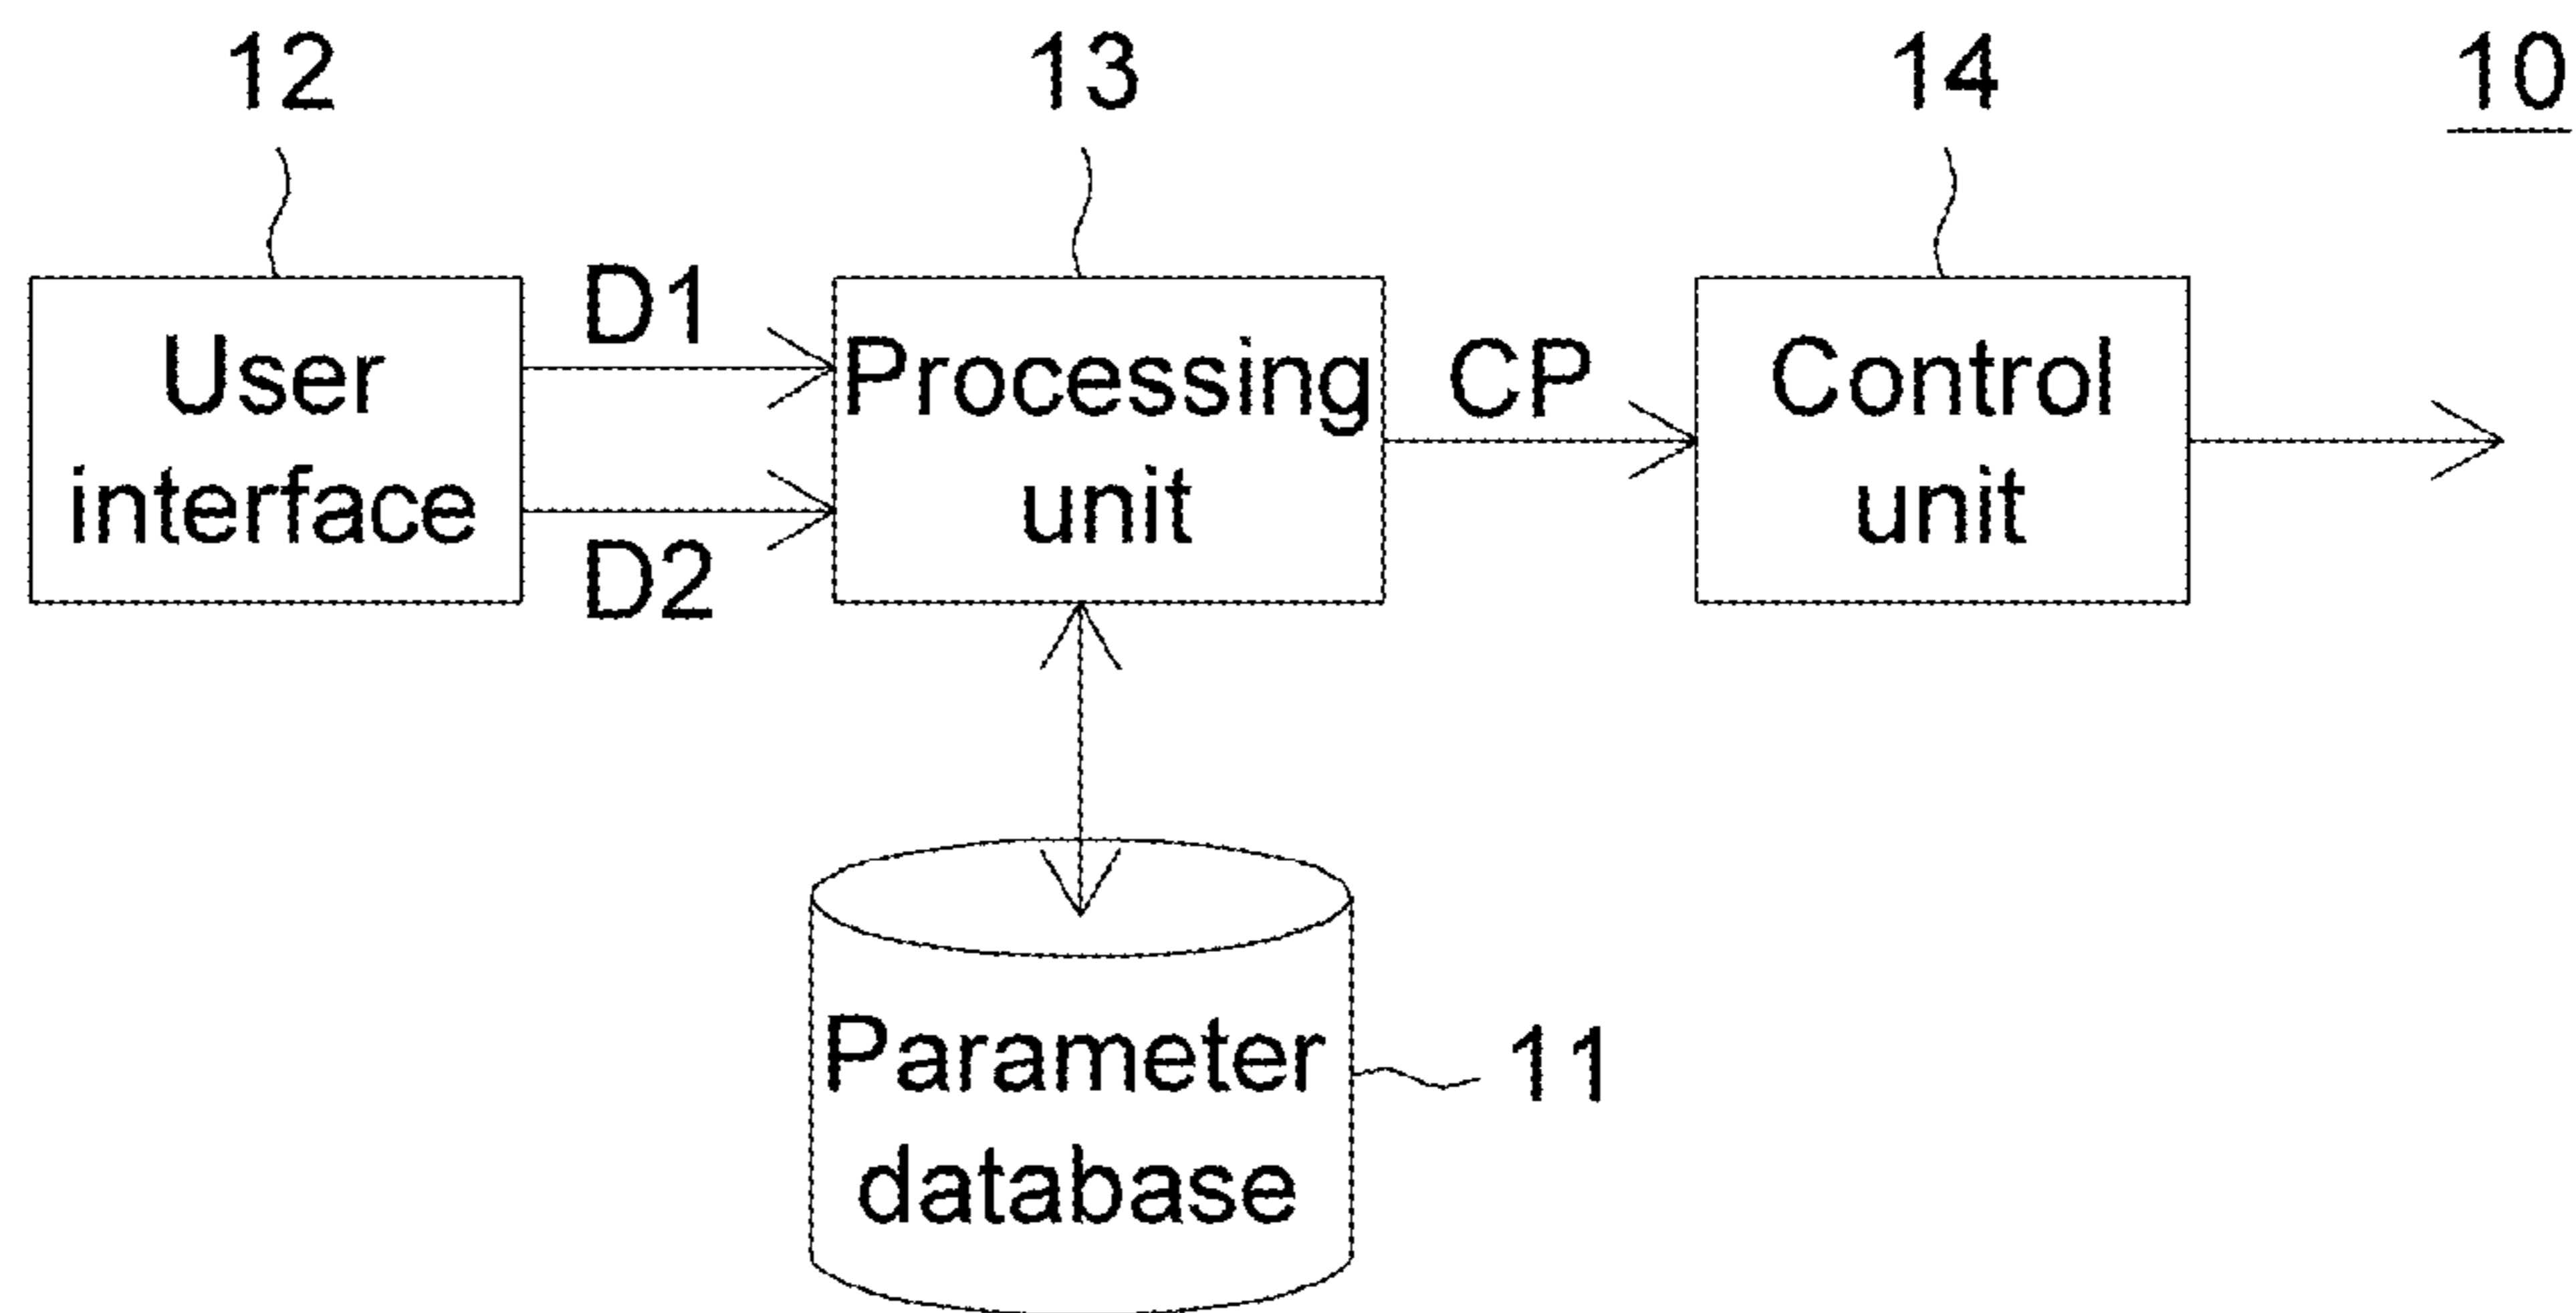 12
13
14
10
User
interface
D1
D2
Processing
unit
CP
Control
unit
Parameter
database
11